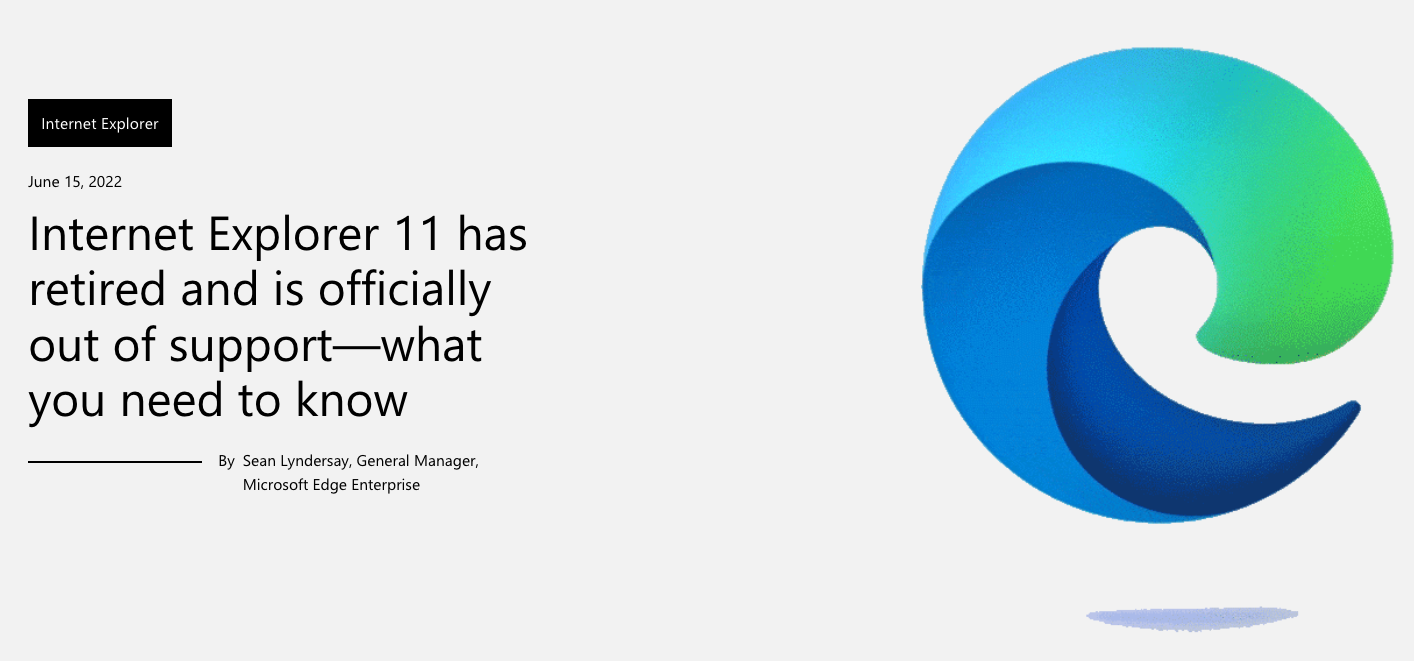 Internet Explorer
June 15, 2022
Internet Explorer 11 has
retired and is officially
out of support—what
you need to know
By Sean Lyndersay, General Manager,
Microsoft Edge Enterprise